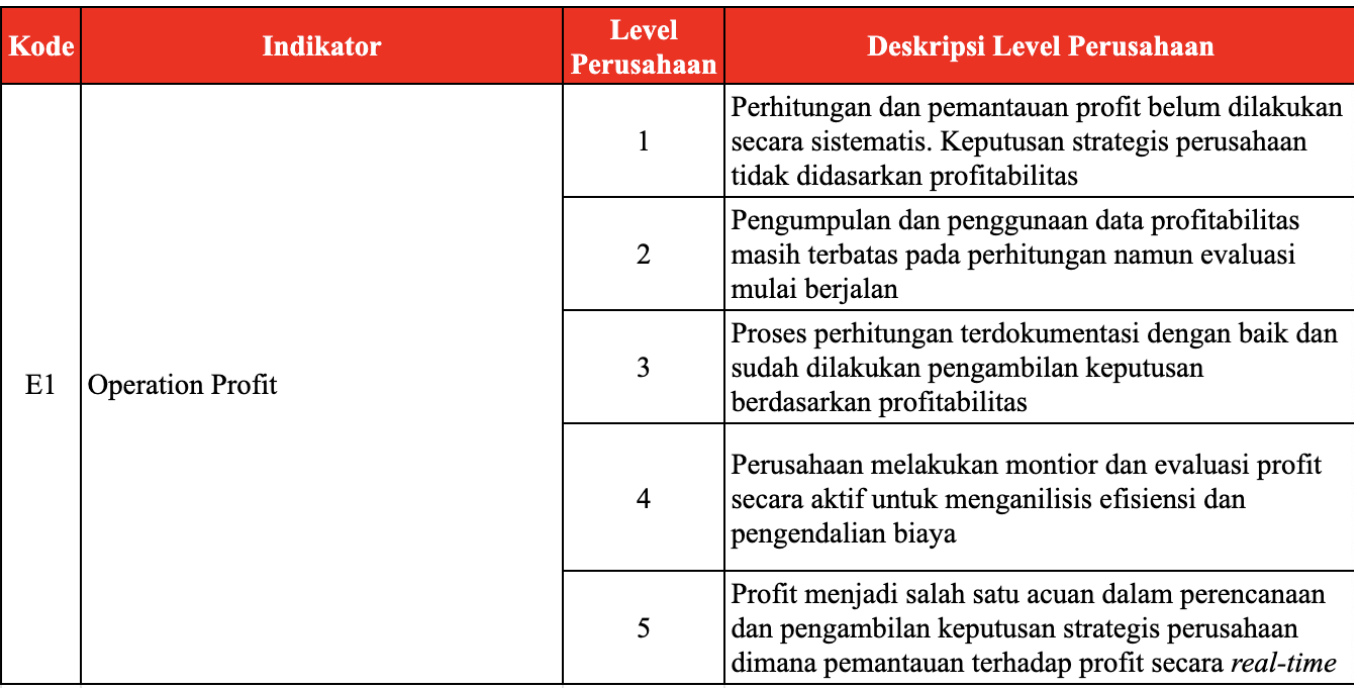 Kode
Indikator
Level
Perusahaan
Deskripsi Level Perusahaan
E1
Operation Profit
1
Perhitungan dan pemantauan profit belum dilakukan
secara sistematis. Keputusan strategis perusahaan
tidak didasarkan profitabilitas
2
Pengumpulan dan penggunaan data profitabilitas
masih terbatas pada perhitungan namun evaluasi
mulai berjalan
3
Proses perhitungan terdokumentasi dengan baik dan
sudah dilakukan pengambilan keputusan
berdasarkan profitabilitas
4
Perusahaan melakukan montior dan evaluasi profit
secara aktif untuk menganilisis efisiensi dan
pengendalian biaya
5
Profit menjadi salah satu acuan dalam perencanaan
dan pengambilan keputusan strategis perusahaan
dimana pemantauan terhadap profit secara real-time